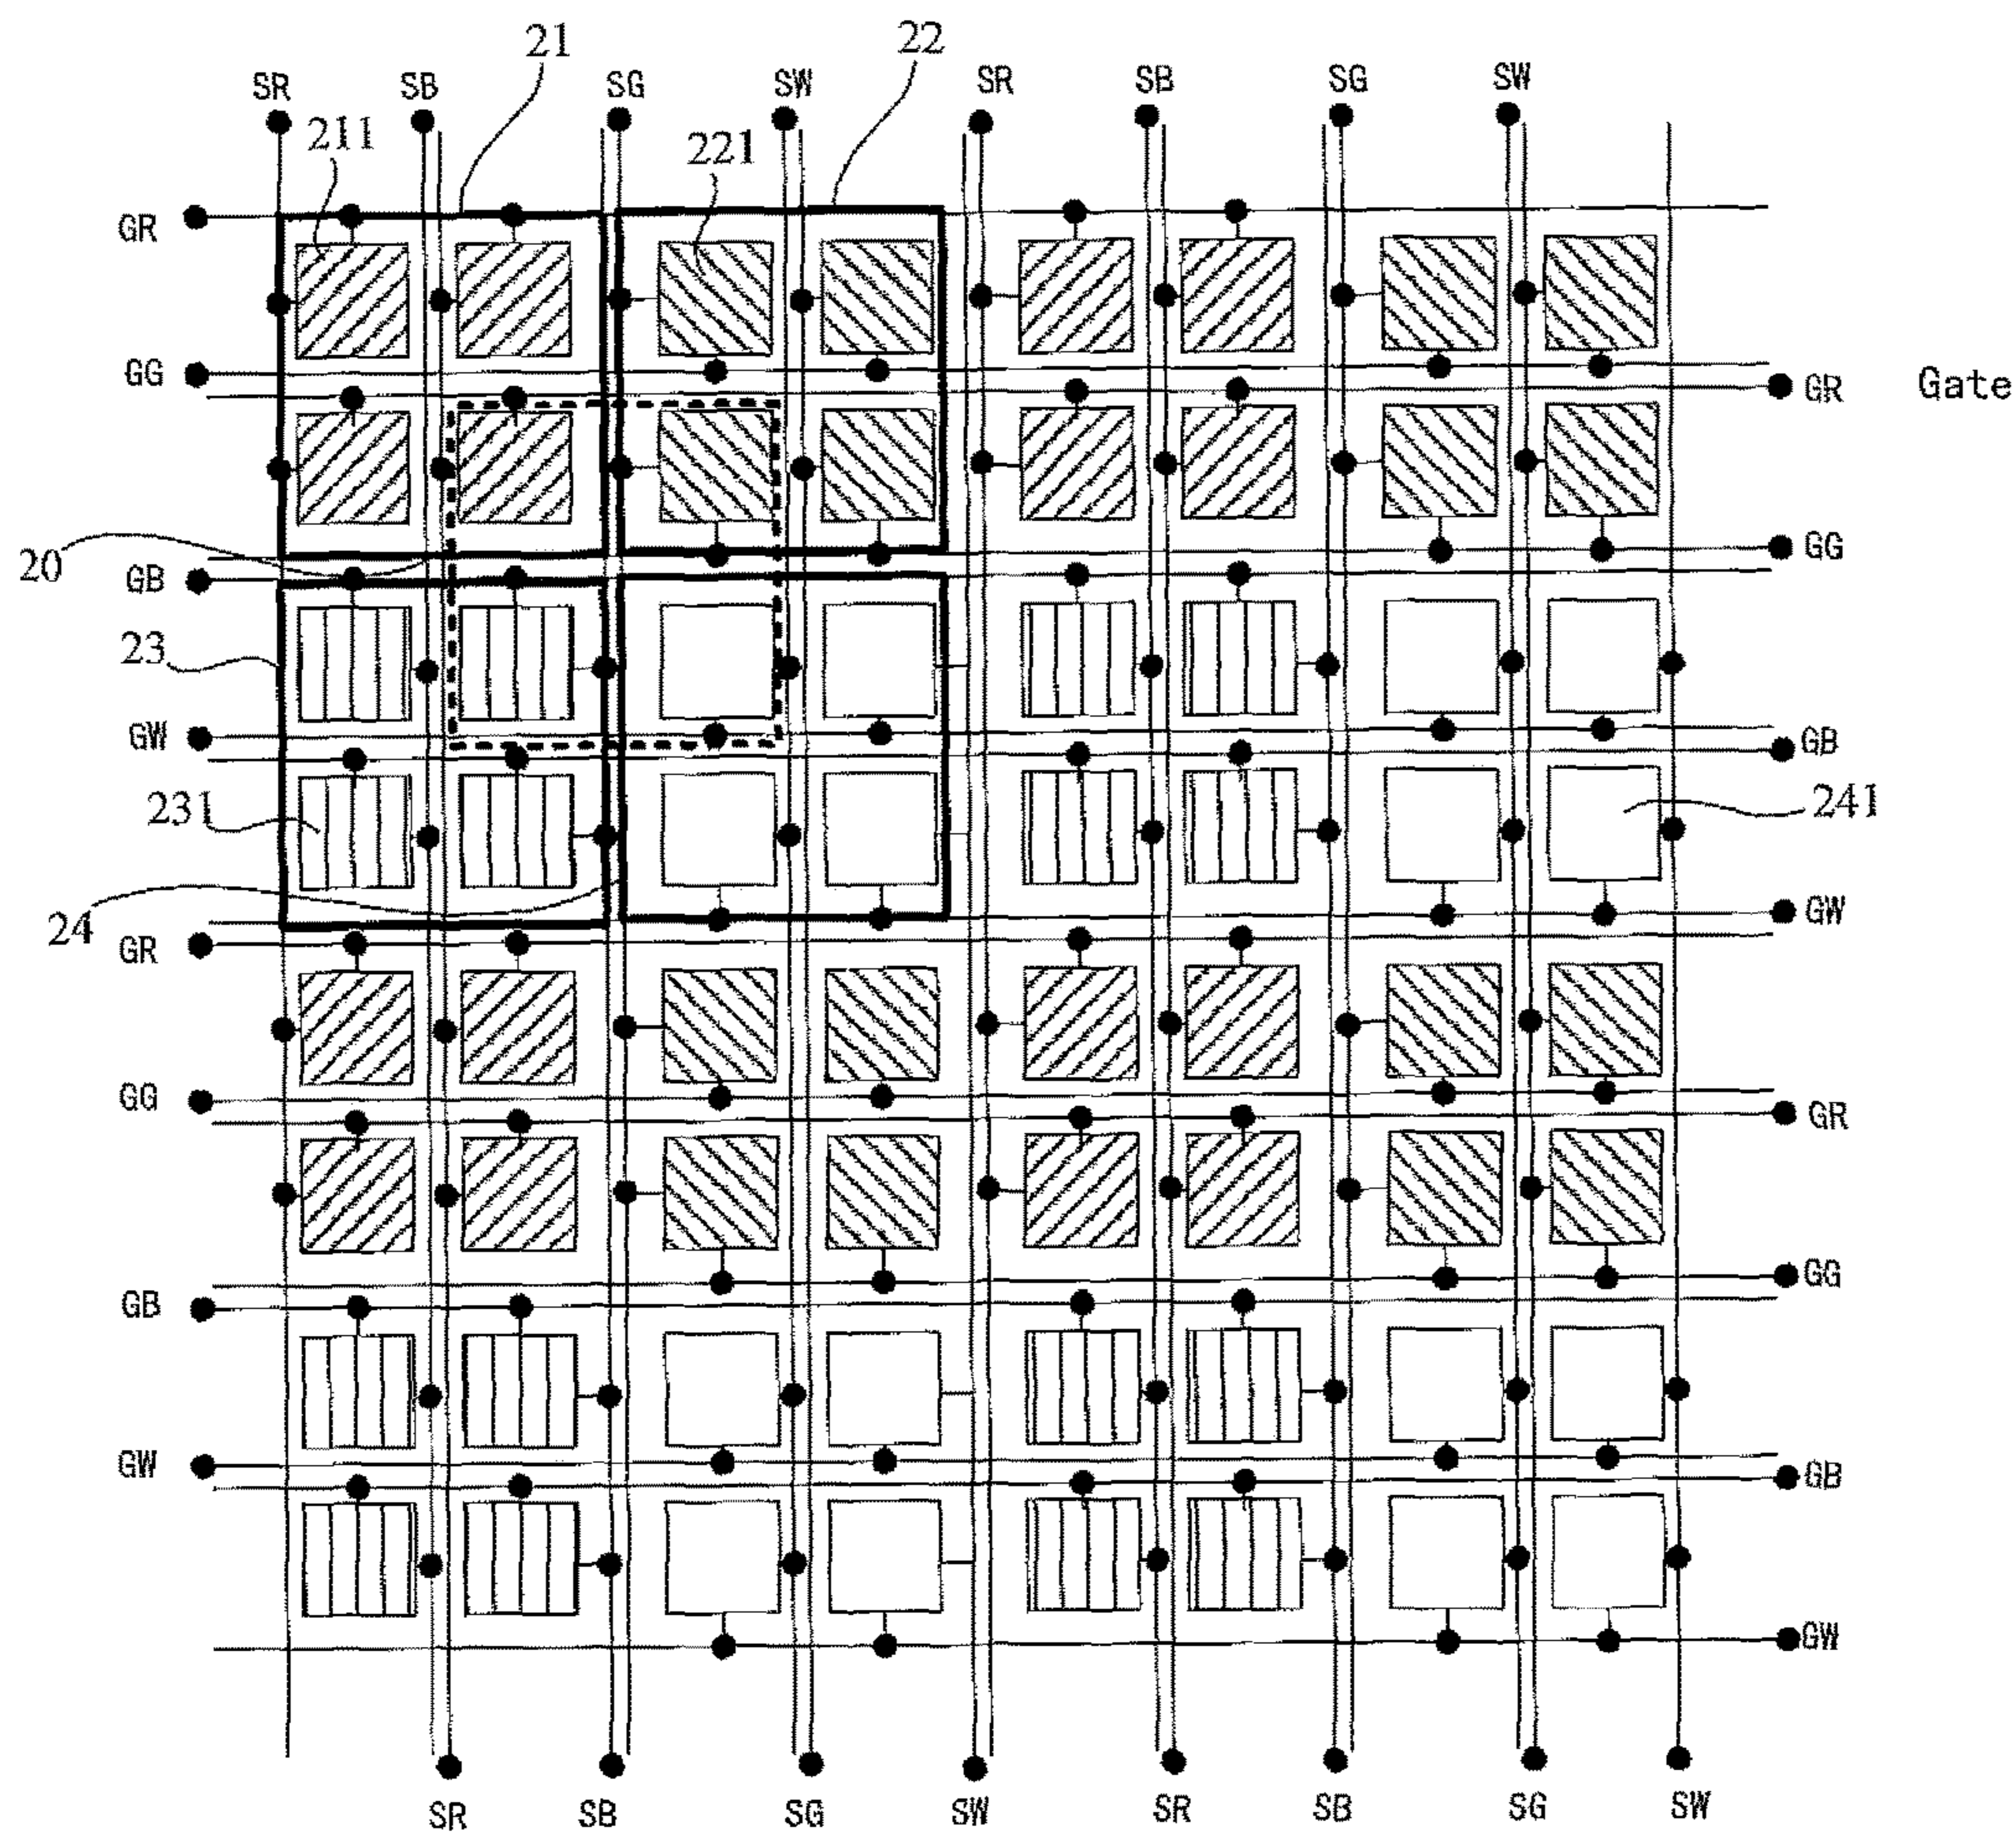 21 22
SR SB SG SW SR SB SG SW
211 221
GR
GG GR Gate
20 GB GG
23
GW GB
231 241
24 GW
GR
GG GR
GB GG
GW GB
GW
SR SB SG SW SR SB SG SW